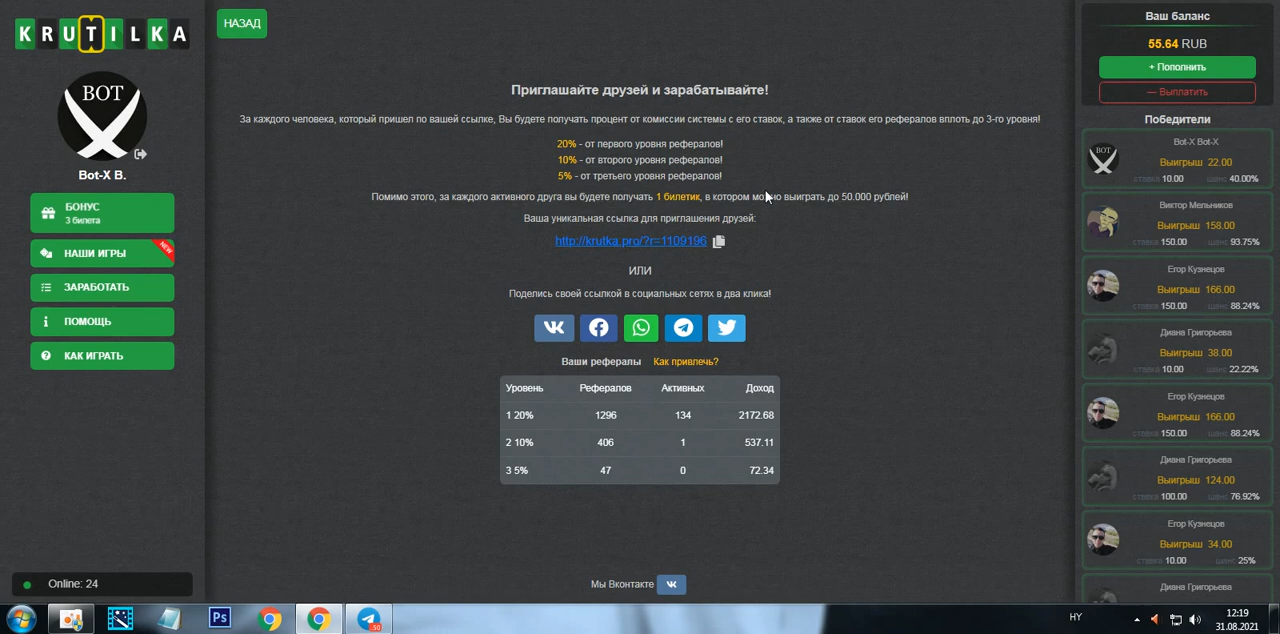 KRUTILKA
НАЗАД
BOT
Bot-X B.
БОНУС
3 билета
НАШИ ИГРЫ
NEW
ЗАРАБОТАТЬ
ПОМОЩЬ
КАК ИГРАТЬ
Online: 24
Приглашайте друзей и зарабатывайте!
За каждого человека, который пришел по вашей ссылке, Вы будете получать процент от комиссии системы с его ставок, а также от ставок его рефералов вплоть до 3-го уровня!
20% - от первого уровня рефералов!
10% - от второго уровня рефералов!
5% - от третьего уровня рефералов!
Помимо этого, за каждого активного друга вы будете получать 1 билетик, в котором можно выиграть до 50.000 рублей!
Ваша уникальная ссылка для приглашения друзей:
http://krutka.pro/?r=1109196
ИЛИ
Поделись своей ссылкой в социальных сетях в два клика!
Ваши рефералы Как привлечь?
Уровень Рефералов Активных Доход
1 20% 1296 134 2172.68
2 10% 406 1 537.11
3 5% 47 0 72.34
Мы Вконтакте
Ваш баланс
55.64 RUB
+ Пополнить
— Выплатить
Победители
BOT
Bot-X Bot-X
Выигрыш 22.00
ставка 10.00 шанс 40.00%
Виктор Мельников
Выигрыш 158.00
ставка 150.00 шанс 93.75%
Егор Кузнецов
Выигрыш 166.00
ставка 150.00 шанс 88.24%
Диана Григорьева
Выигрыш 38.00
ставка 10.00 шанс 22.22%
Егор Кузнецов
Выигрыш 166.00
ставка 150.00 шанс 88.24%
Диана Григорьева
Выигрыш 124.00
ставка 100.00 шанс 76.92%
Егор Кузнецов
Выигрыш 34.00
ставка 10.00 шанс 25%
Диана Григорьева
Ps
50
HY
12:19
31.08.2021